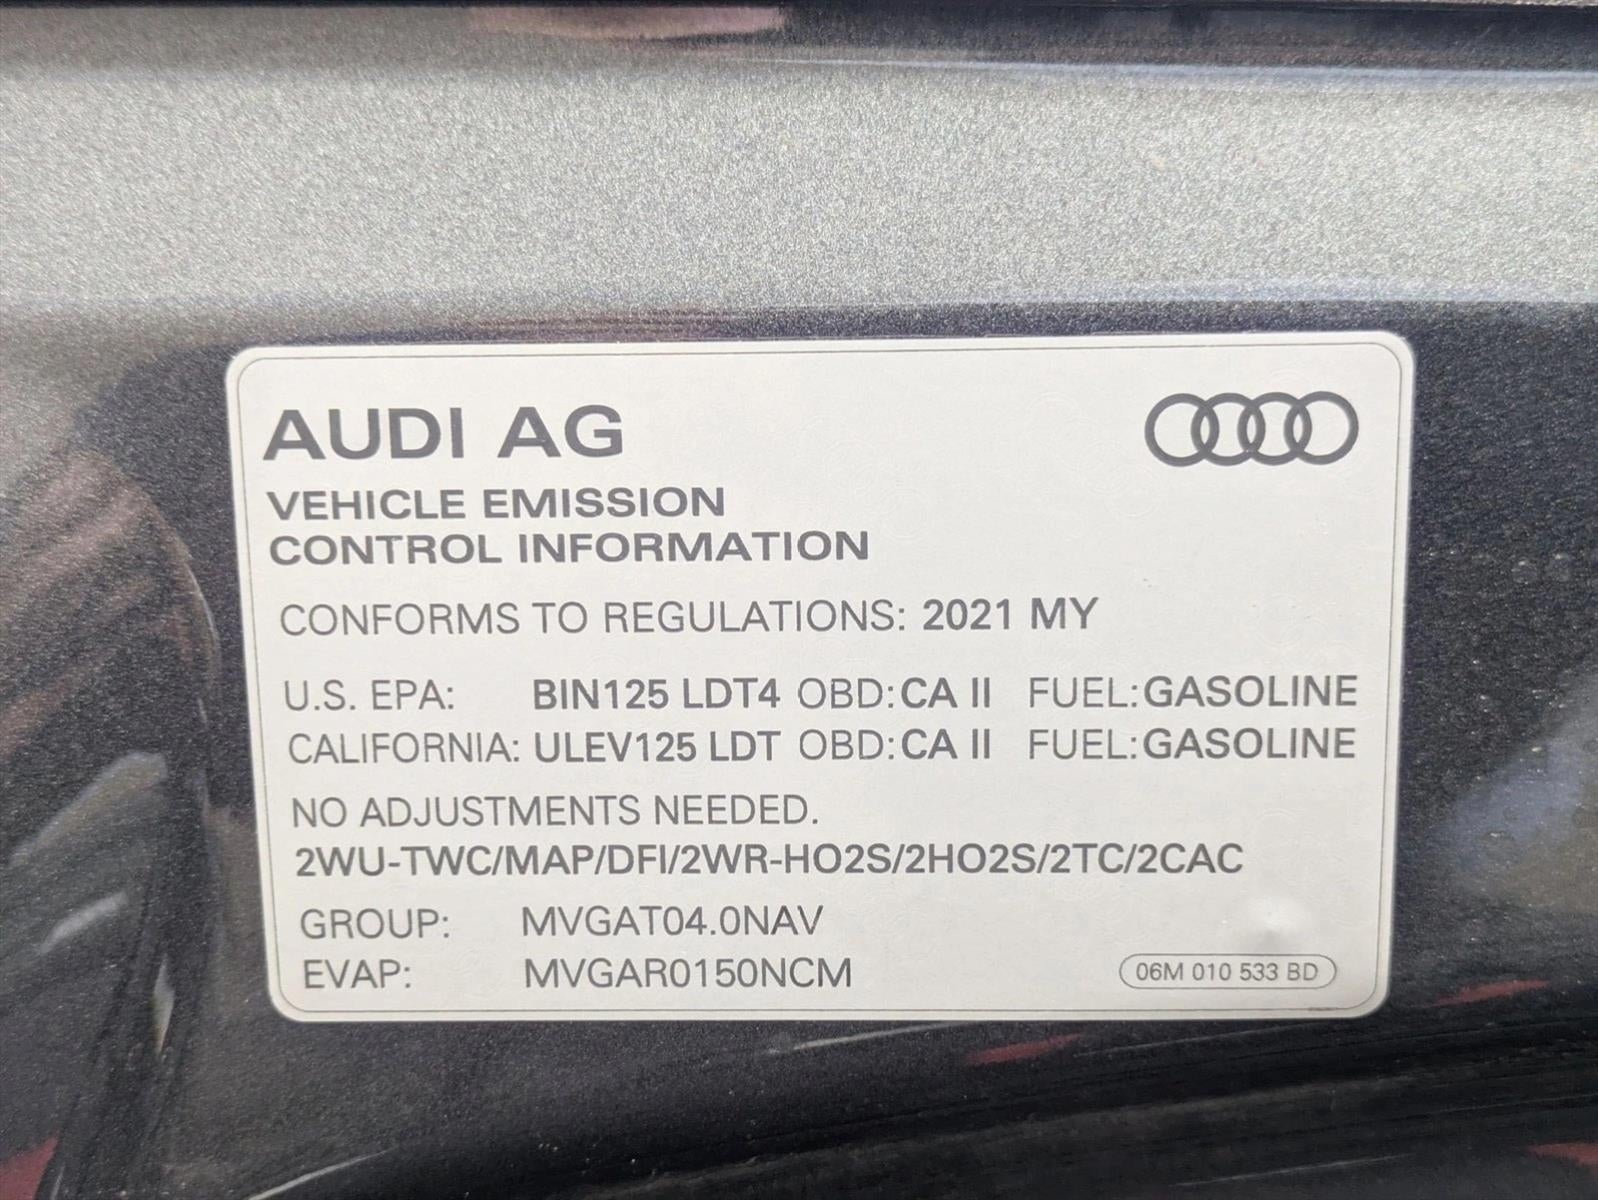 AUDI AG
VEHICLE EMISSION
CONTROL INFORMATION
CONFORMS TO REGULATIONS: 2021 MY
U.S. EPA: BIN125 LDT4 OBD: CA II FUEL: GASOLINE
CALIFORNIA: ULEV125 LDT OBD: CA II FUEL: GASOLINE
NO ADJUSTMENTS NEEDED.
2WU-TWC/MAP/DFI/2WR-HO2S/2HO2S/2TC/2CAC
GROUP: MVGAT04.0NAV
EVAP: MVGAR0150NCM
06M 010 533 BD